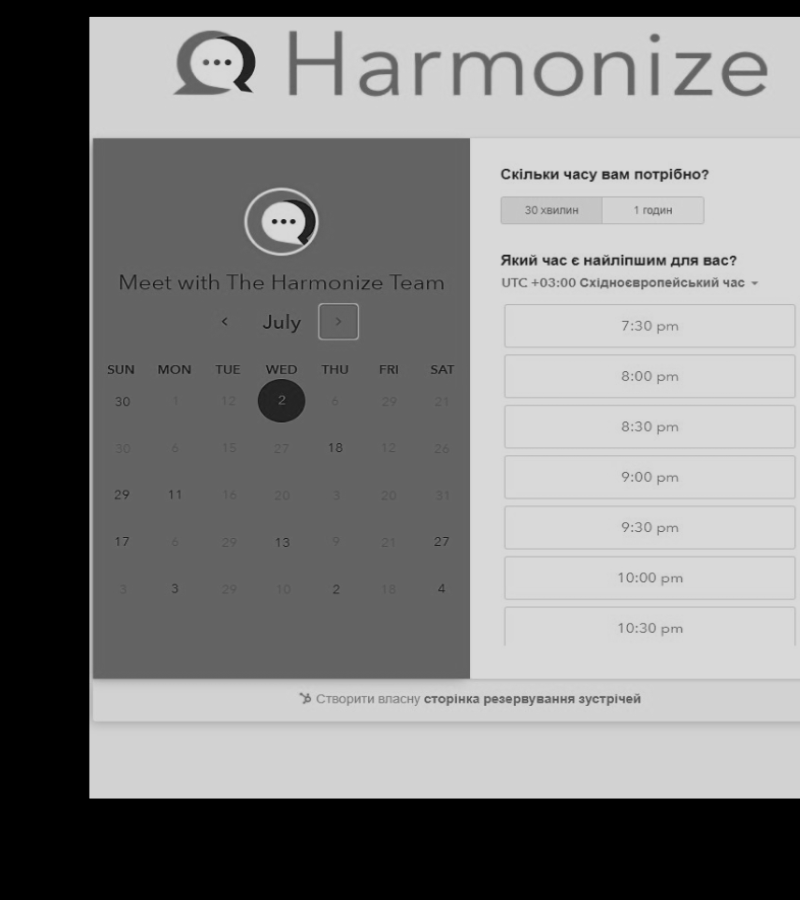 Harmonize
Meet with The Harmonize Team
July
SUN MON TUE WED THU FRI SAT
30 1 12 2 6 29 21
30 6 15 27 18 12 26
29 11 16 20 3 20 31
17 6 29 13 9 21 27
3 3 29 10 2 18 4
Скільки часу вам потрібно?
30 хвилин 1 годин
Який час є найліпшим для вас?
UTC +03:00 Східноєвропейський час
7:30 pm
8:00 pm
8:30 pm
9:00 pm
9:30 pm
10:00 pm
10:30 pm
Створити власну сторінка резервування зустрічей